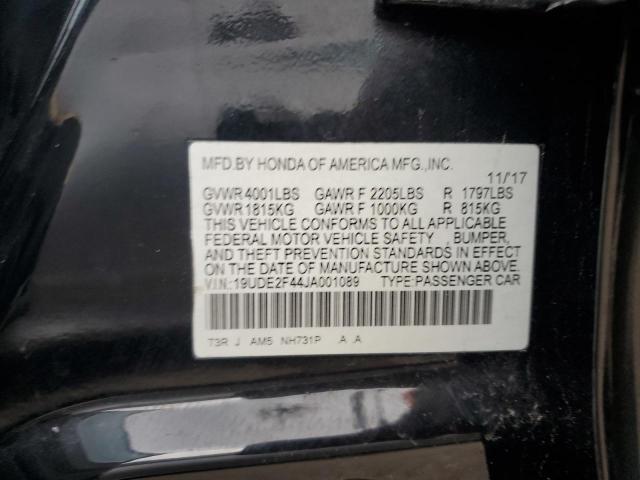 MFD.BY HONDA OF AMERICA MFG.,INC. 11/'17
GVWR 4001LBS GAWR F 2205LBS R 1797LBS
GVWR 1815KG GAWR F 1000KG R 815KG
THIS VEHICLE CONFORMS TO ALL APPLICABLE
FEDERAL MOTOR VEHICLE SAFETY , BUMPER,
AND THEFT PREVENTION STANDARDS IN EFFECT
ON THE DATE OF MANUFACTURE SHOWN ABOVE.
V.I.N.: 19UDE2F44JA001089 TYPE:PASSENGER CAR
T3R J AM5 NH731P .A .A